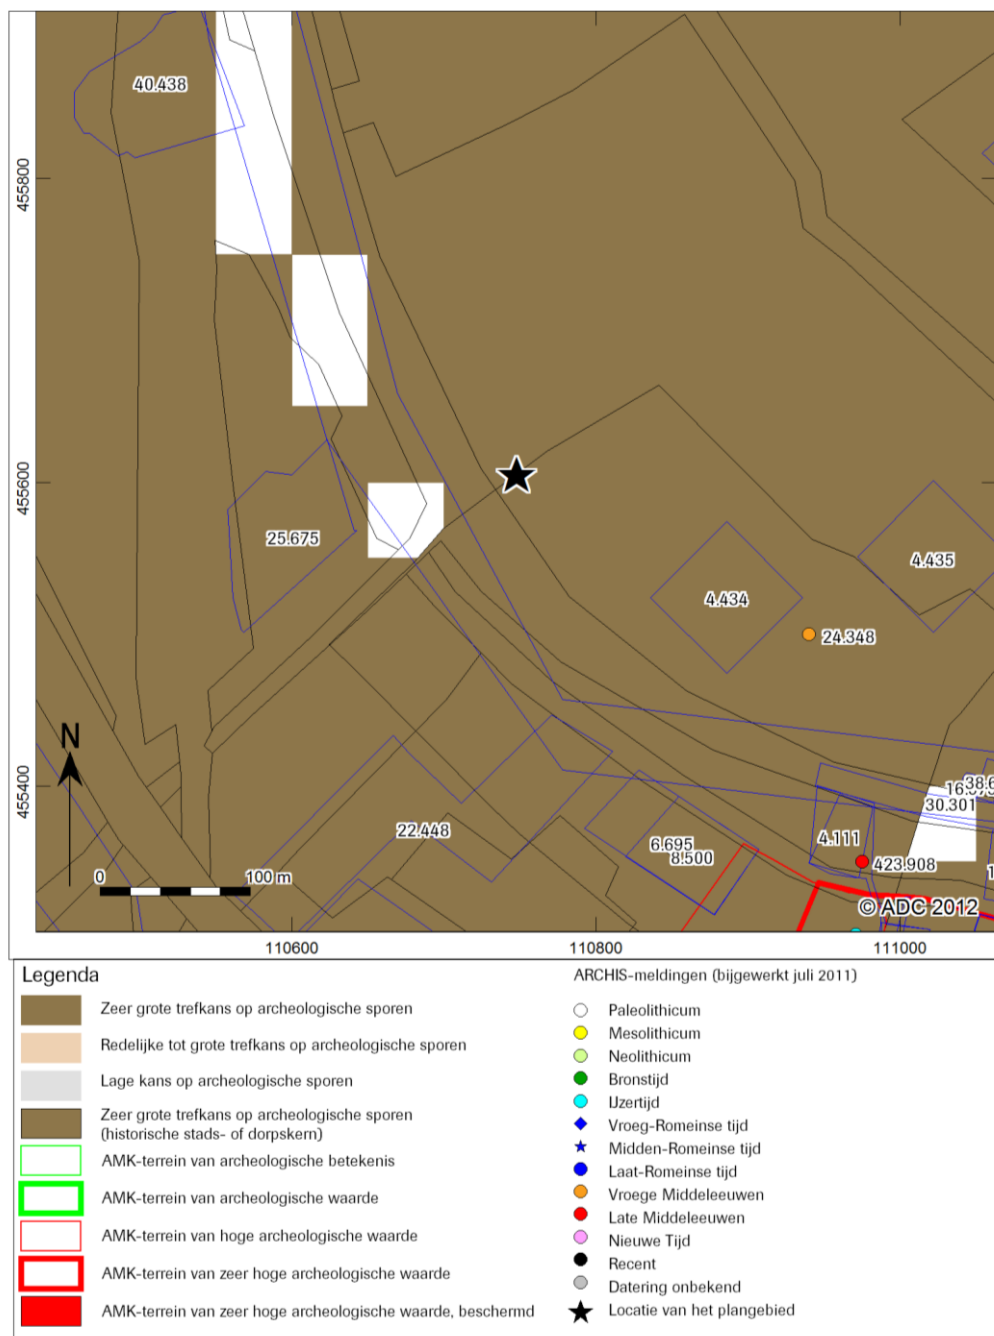 40.438
455800
455600
25.675
4.435
4.434
24.348
N
455400
38.6
30.301
22.448
4.111
6.695
8.500
423.908
0
100 m
© ADC 2012
110600
110800
111000
Legenda
Zeer grote trefkans op archeologische sporen
Redelijke tot grote trefkans op archeologische sporen
Lage kans op archeologische sporen
Zeer grote trefkans op archeologische sporen
(historische stads- of dorpskern)
AMK-terrein van archeologische betekenis
AMK-terrein van archeologische waarde
AMK-terrein van hoge archeologische waarde
AMK-terrein van zeer hoge archeologische waarde
AMK-terrein van zeer hoge archeologische waarde, beschermd
ARCHIS-meldingen (bijgewerkt juli 2011)
Paleolithicum
Mesolithicum
Neolithicum
Bronstijd
IJzertijd
Vroeg-Romeinse tijd
Midden-Romeinse tijd
Laat-Romeinse tijd
Vroege Middeleeuwen
Late Middeleeuwen
Nieuwe Tijd
Recent
Datering onbekend
Locatie van het plangebied